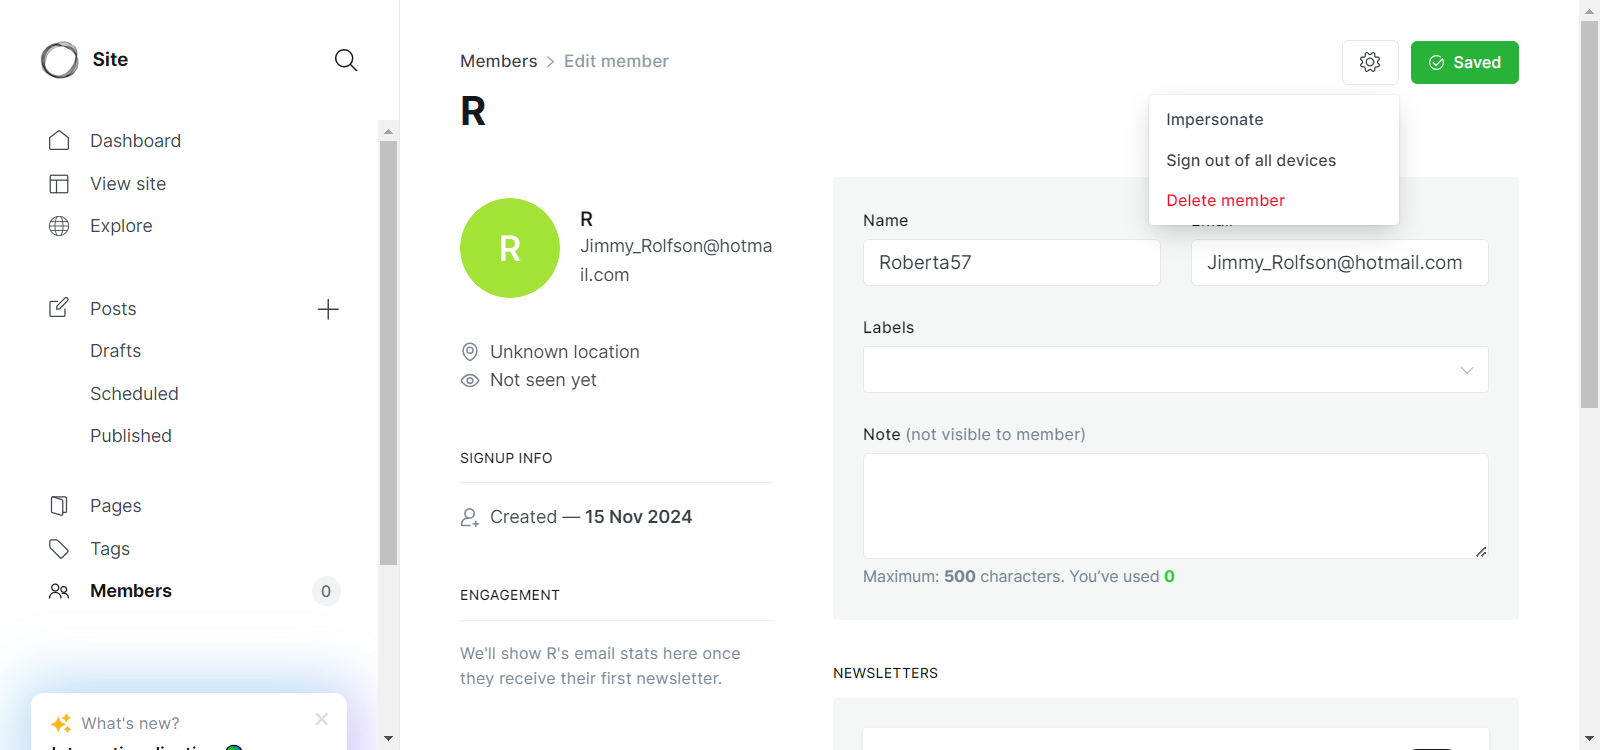 Site
Dashboard
View site
Explore
Posts
Drafts
Scheduled
Published
Pages
Tags
Members
0
What's new?
Members > Edit member
Saved
R
Impersonate
Sign out of all devices
Delete member
R
R
Jimmy_Rolfson@hotma
il.com
Unknown location
Not seen yet
SIGNUP INFO
Created — 15 Nov 2024
ENGAGEMENT
We'll show R's email stats here once
they receive their first newsletter.
Name
Roberta57
Jimmy_Rolfson@hotmail.com
Labels
Note (not visible to member)
Maximum: 500 characters. You’ve used 0
NEWSLETTERS